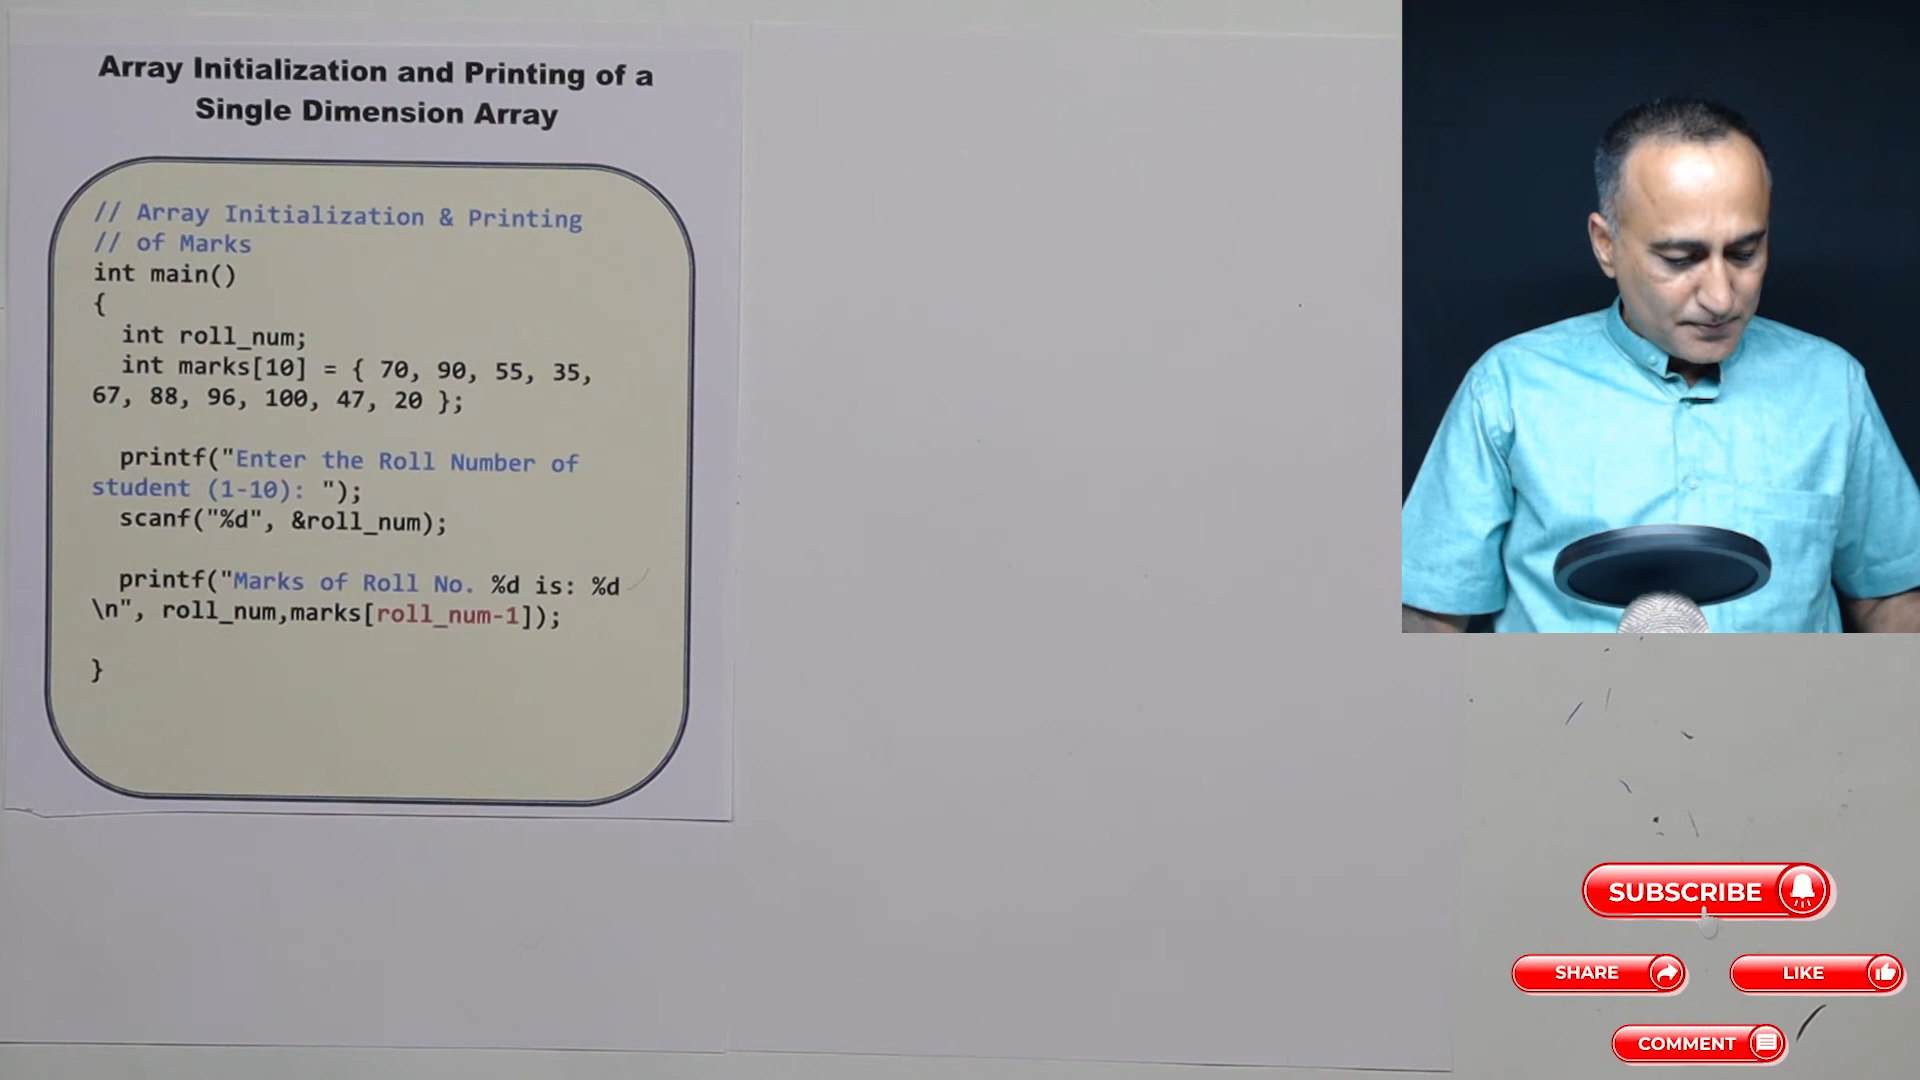 Array Initialization and Printing of a
Single Dimension Array
// Array Initialization & Printing
// of Marks
int main()
{
int roll_num;
int marks[10] = { 70, 90, 55, 35,
67, 88, 96, 100, 47, 20 };
printf("Enter the Roll Number of
student (1-10): ");
scanf("%d", &roll_num);
printf("Marks of Roll No. %d is: %d
\n", roll_num,marks[roll_num-1]);
}
SUBSCRIBE
SHARE
LIKE
COMMENT